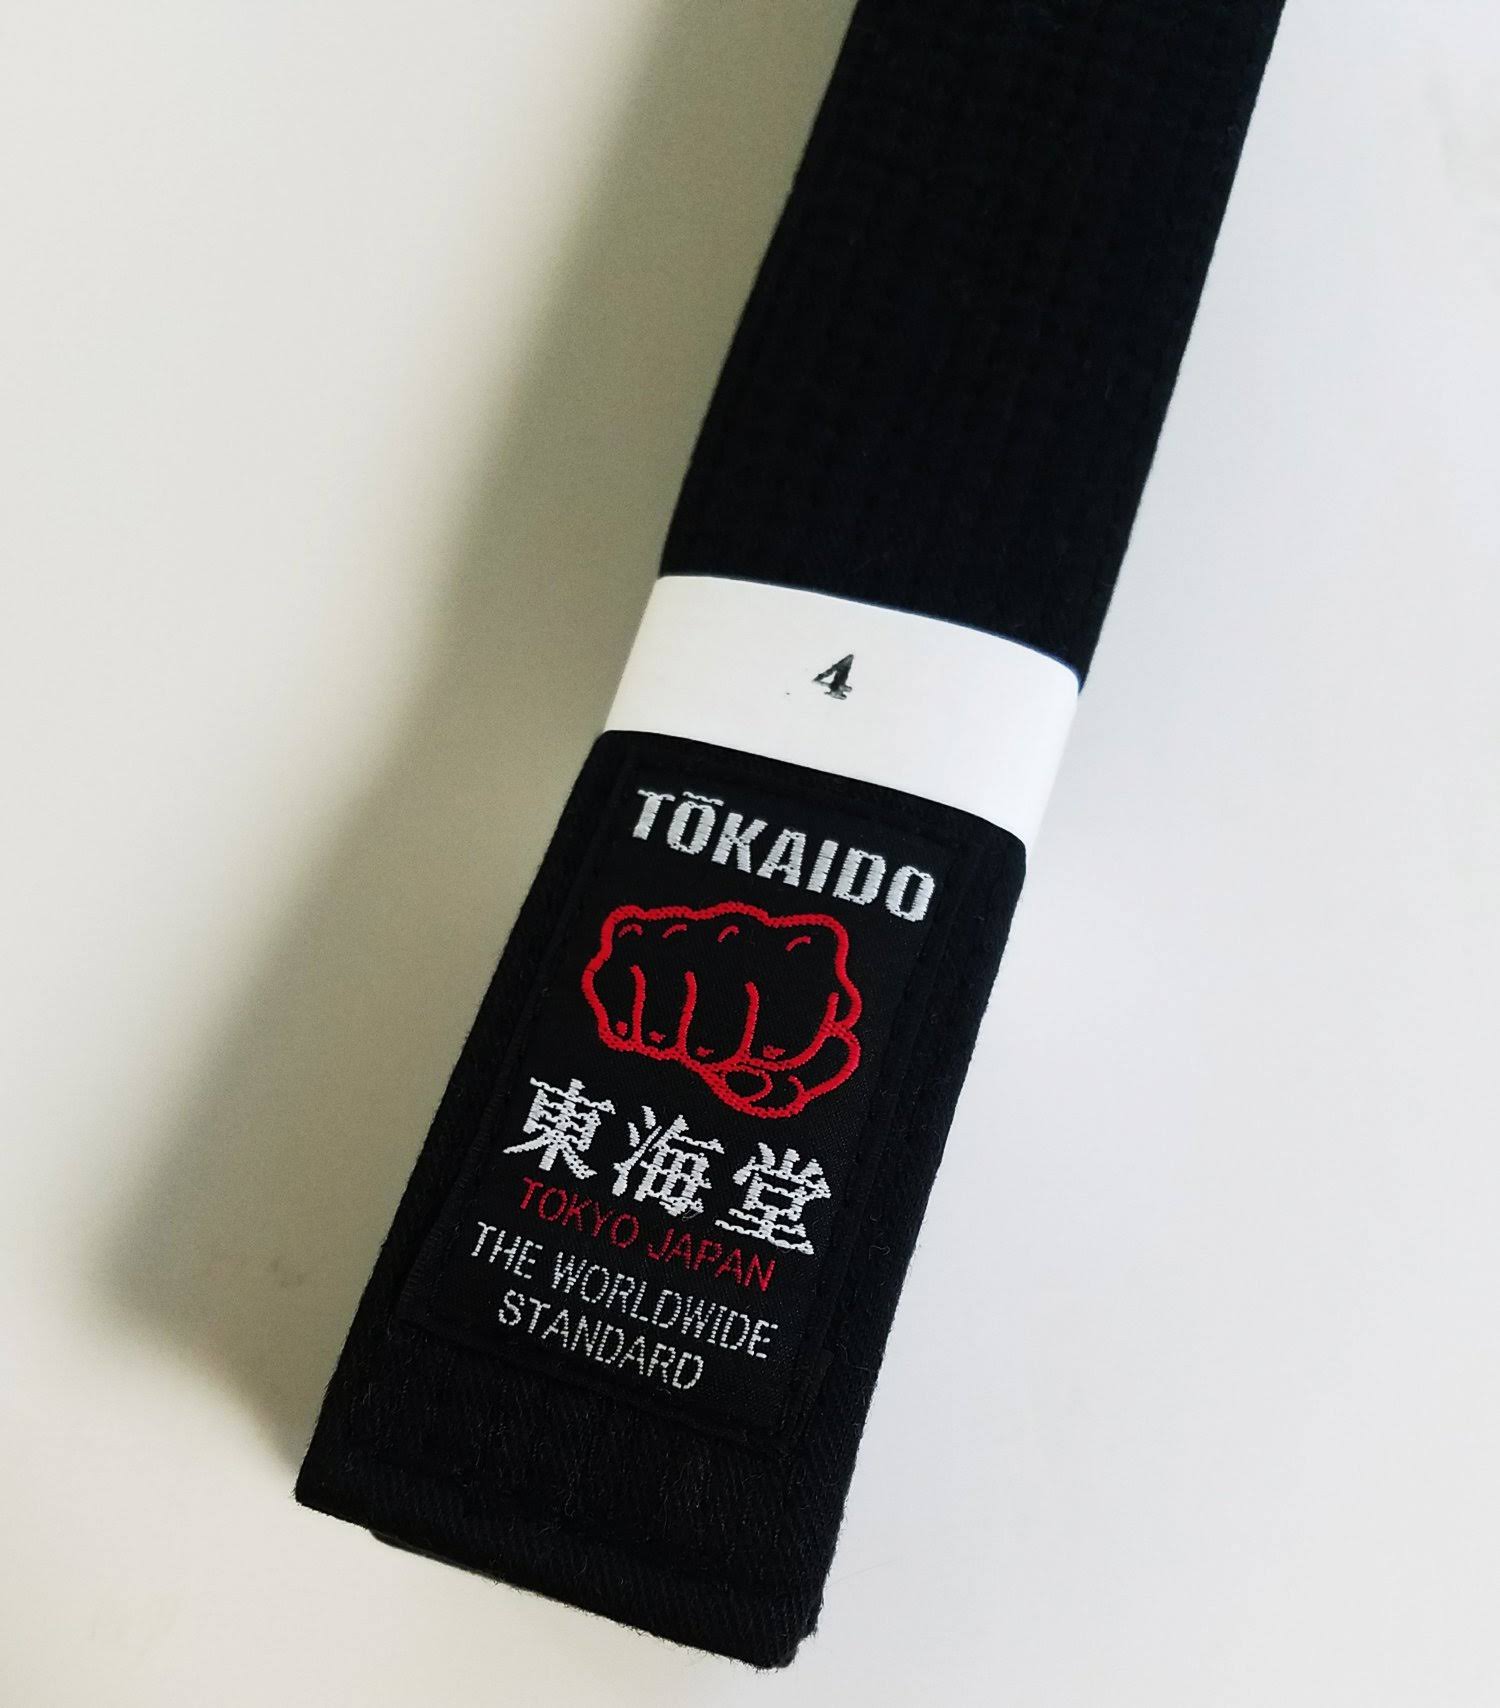 4
TŌKAIDO
東海堂
TOKYO JAPAN
THE WORLDWIDE
STANDARD